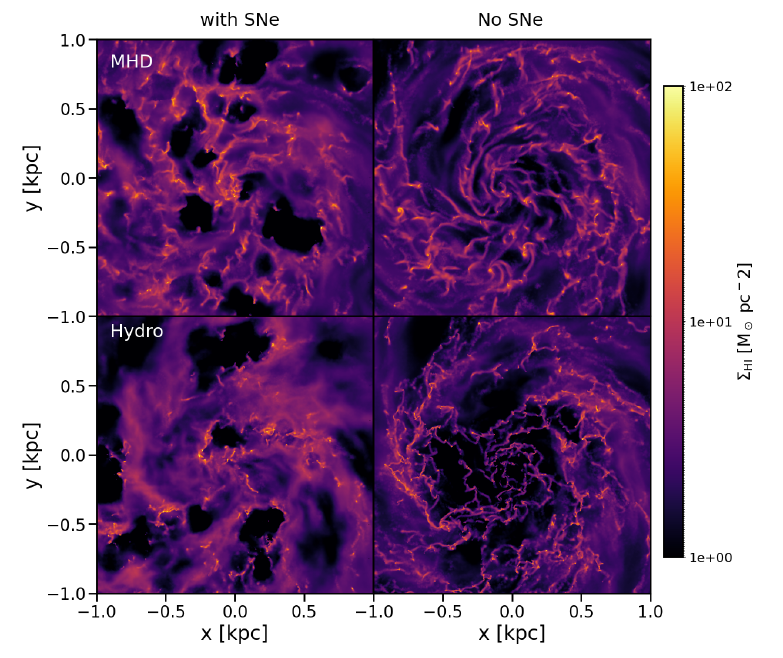 with SNe No SNe
MHD
1.0
0.5
0.0
−0.5
−1.0
y [kpc]
Hydro
0.5
0.0
−0.5
−1.0
y [kpc]
−1.0 −0.5 0.0 0.5 −1.0 −0.5 0.0 0.5 1.0
x [kpc] x [kpc]
1e+02
1e+01
1e+00
Σ_HI [M_⊙ pc^−2]